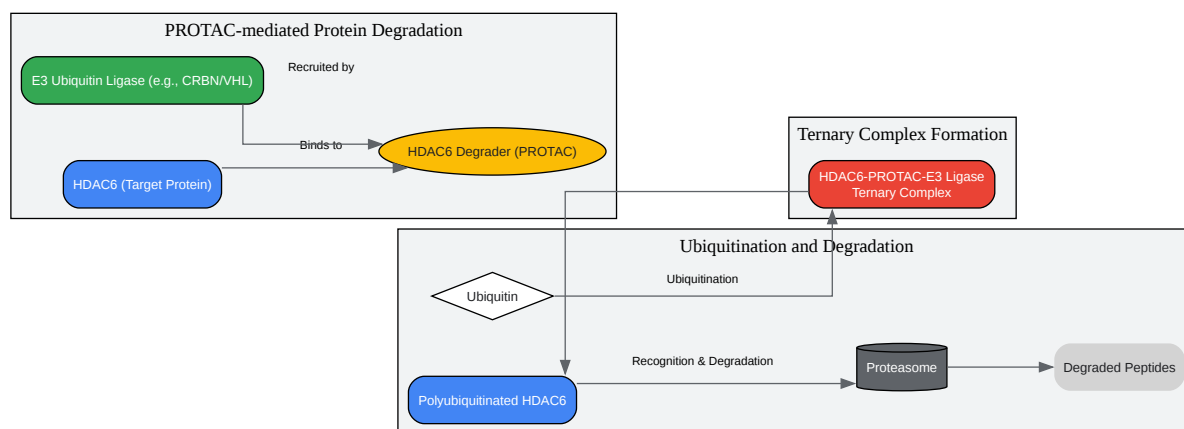 PROTAC-mediated Protein Degradation
E3 Ubiquitin Ligase (e.g., CRBN/VHL)
Recruited by
Binds to
HDAC6 Degrader (PROTAC)
HDAC6 (Target Protein)
Ternary Complex Formation
HDAC6-PROTAC-E3 Ligase
Ternary Complex
Ubiquitination and Degradation
Ubiquitin
Ubiquitination
Recognition & Degradation
Proteasome
Degraded Peptides
Polyubiquitinated HDAC6